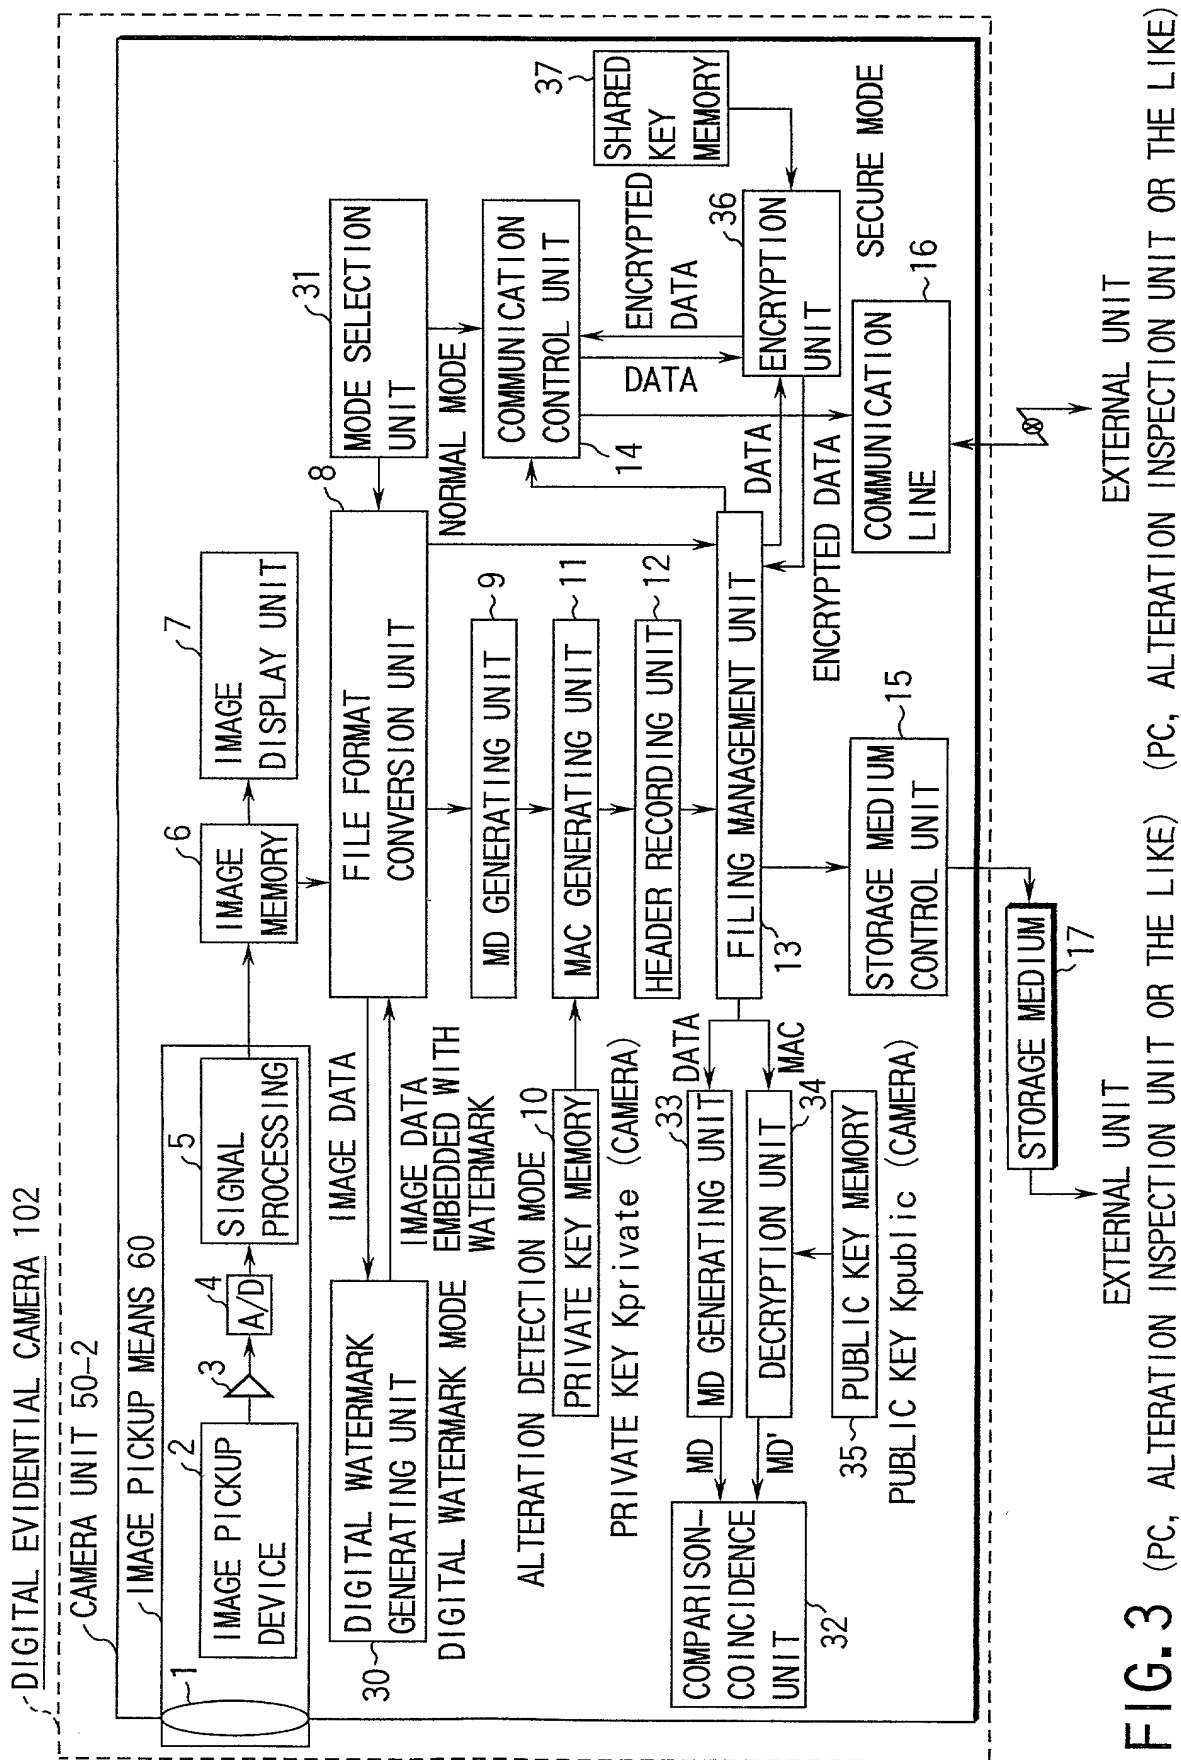 DIGITAL EVIDENTIAL CAMERA 102
CAMERA UNIT 50-2
IMAGE PICKUP MEANS 60
1
2
IMAGE PICKUP
DEVICE
3
4
A/D
5
SIGNAL
PROCESSING
6
IMAGE
MEMORY
7
IMAGE
DISPLAY UNIT
30
DIGITAL WATERMARK
GENERATING UNIT
DIGITAL WATERMARK MODE
IMAGE DATA
IMAGE DATA
EMBEDDED WITH
WATERMARK
8
FILE FORMAT
CONVERSION UNIT
31
MODE SELECTION
UNIT
NORMAL MODE
MD GENERATING UNIT
9
ALTERATION DETECTION MODE
10
PRIVATE KEY MEMORY
PRIVATE KEY Kprivate (CAMERA)
MAC GENERATING UNIT
11
HEADER RECORDING UNIT
12
COMMUNICATION
CONTROL UNIT
14
37
SHARED
KEY
MEMORY
ENCRYPTED
DATA
DATA
36
ENCRYPTION
UNIT
SECURE MODE
FILING MANAGEMENT UNIT
13
DATA
ENCRYPTED DATA
DATA
MAC
33
MD GENERATING UNIT
34
DECRYPTION UNIT
MD
MD'
COMPARISON-
COINCIDENCE
UNIT
32
35
PUBLIC KEY MEMORY
PUBLIC KEY Kpublic (CAMERA)
15
STORAGE MEDIUM
CONTROL UNIT
16
COMMUNICATION
LINE
STORAGE MEDIUM
17
EXTERNAL UNIT
(PC, ALTERATION INSPECTION UNIT OR THE LIKE)
EXTERNAL UNIT
(PC, ALTERATION INSPECTION UNIT OR THE LIKE)
FIG. 3